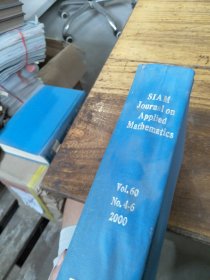 SIAM
Journal on
Applied
Mathematics
Vol. 60
No. 4-6
2000